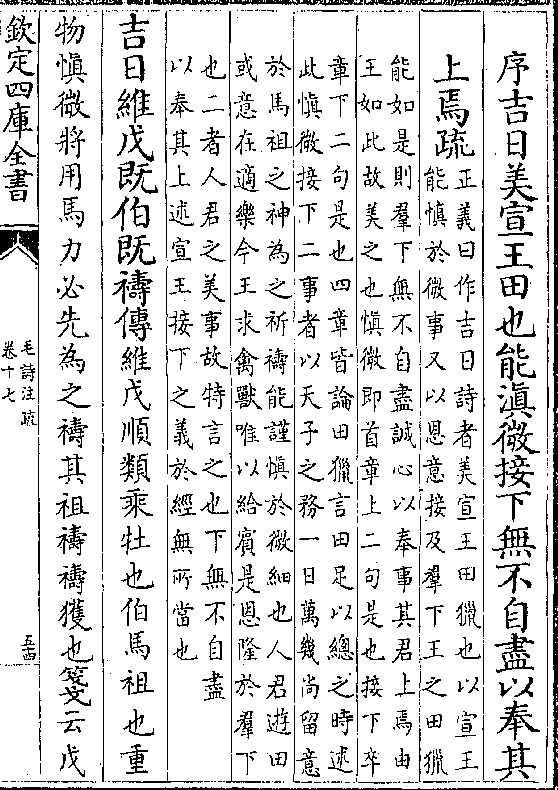 序吉日美宣王田也能慎微接下無不自盡以奉其
上焉疏
正義曰作吉日詩者美宣王田獵也以宣王
能慎於微事又以恩意接及羣下王之田獵
能如是則羣下無不自盡誠心以奉事其君上焉由
王如此故美之也慎微即首章上二句是也接下卒
章下二句是也四章皆論田獵言田足以總之時述
此慎微接下二事者以天子之務一日萬幾尚留意
於馬祖之神為之祈禱能謹慎於微細也人君遊田
或意在適樂今王求禽獸唯以給賓是恩隆於羣下
也二者人君之美事故特言之也下無不自盡
以奉其上述宣王接下之義於經無所當也
吉日維戊既伯既禱傳維戊順類乘牡也伯馬祖也重
物慎微將用馬力必先為之禱其祖禱禱獲也箋云戊
欽定四庫全書
毛詩注疏
卷十七
五十四